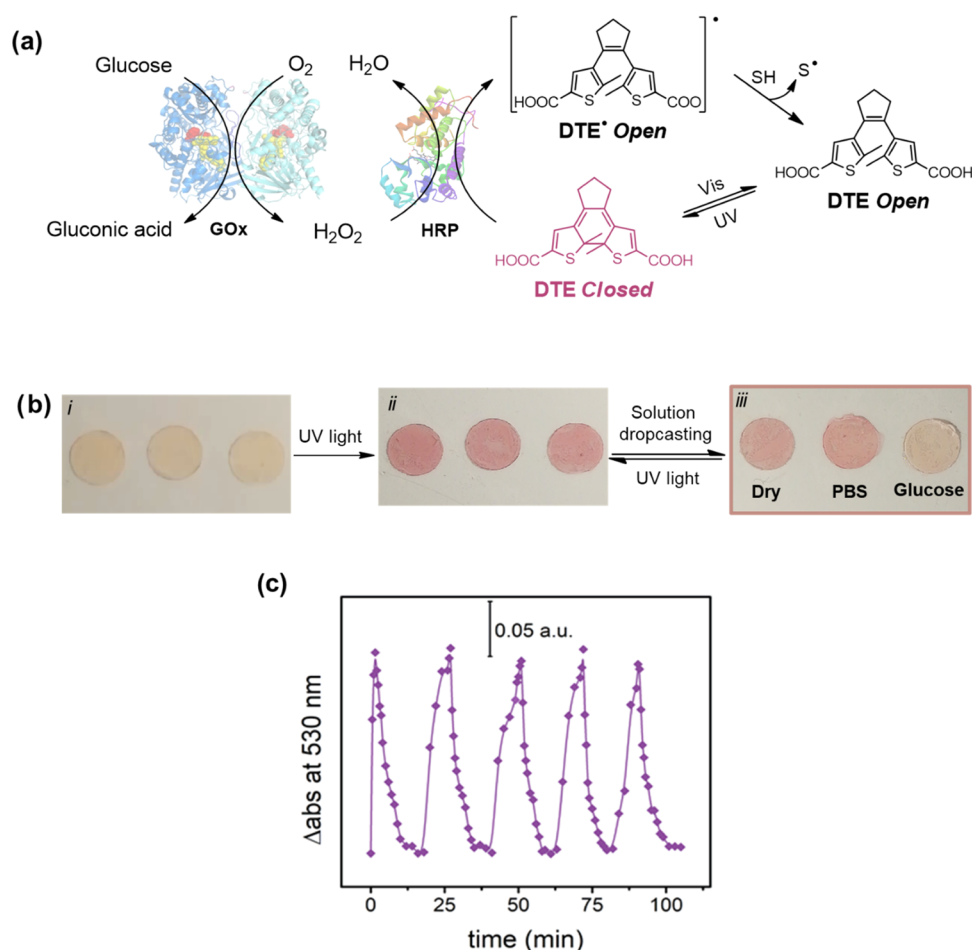 (a)
Glucose
O2
Gluconic acid
GOx
H2O2
H2O
HRP
HOOC
S
S
COO
•
DTE• Open
SH
S•
HOOC
S
S
COOH
DTE Open
Vis
UV
HOOC
S
S
COOH
DTE Closed
(b)
i
UV light
ii
Solution
dropcasting
UV light
iii
Dry
PBS
Glucose
(c)
0.05 a.u.
Δabs at 530 nm
0
25
50
75
100
time (min)